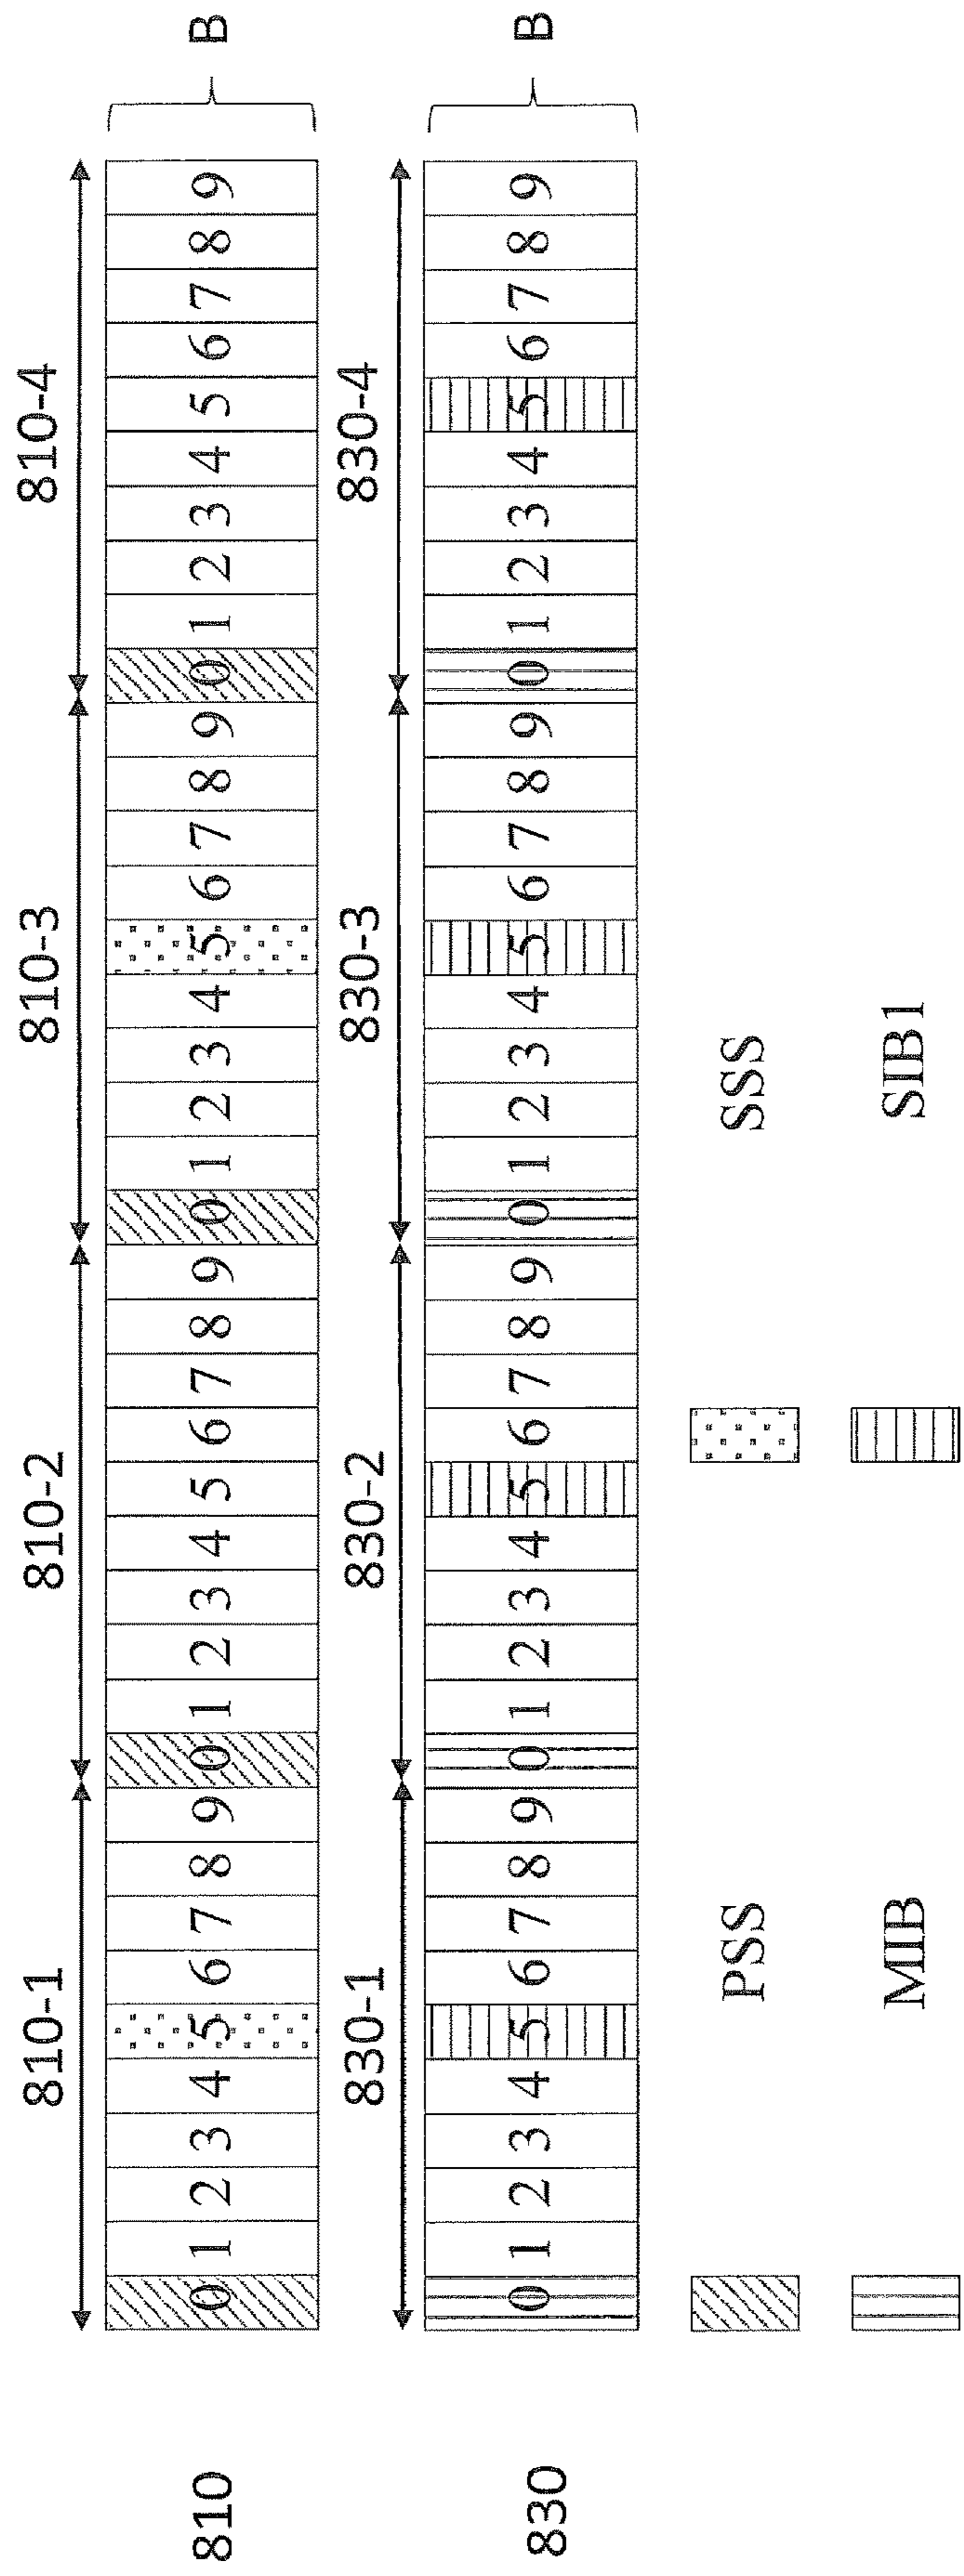 810-1 810-2 810-3 810-4
810 0 1 2 3 4 5 6 7 8 9 0 1 2 3 4 5 6 7 8 9 0 1 2 3 4 5 6 7 8 9 0 1 2 3 4 5 6 7 8 9 B
830-1 830-2 830-3 830-4
830 0 1 2 3 4 5 6 7 8 9 0 1 2 3 4 5 6 7 8 9 0 1 2 3 4 5 6 7 8 9 0 1 2 3 4 5 6 7 8 9 B
PSS SSS
MIB SIB1